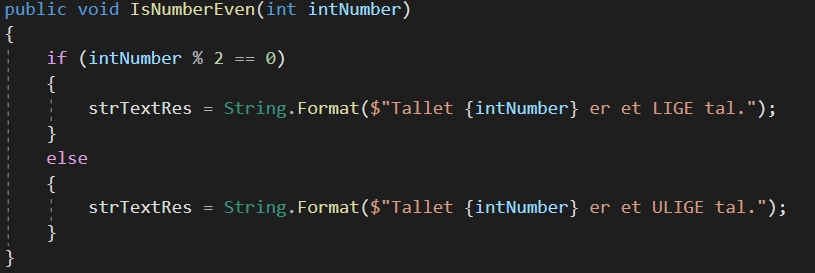 public void IsNumberEven(int intNumber)
{
    if (intNumber % 2 == 0)
    {
        strTextRes = String.Format($"Tallet {intNumber} er et LIGE tal.");
    }
    else
    {
        strTextRes = String.Format($"Tallet {intNumber} er et ULIGE tal.");
    }
}